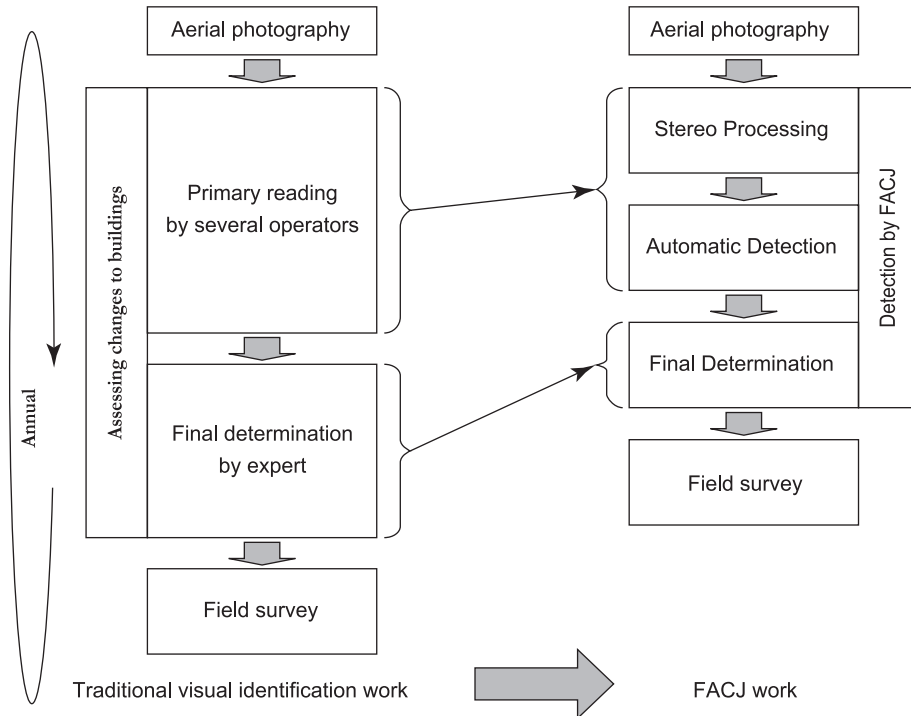 Aerial photography
Assessing changes to buildings
Primary reading
by several operators
Final determination
by expert
Field survey
Annual
Traditional visual identification work
Aerial photography
Stereo Processing
Automatic Detection
Final Determination
Detection by FACJ
Field survey
FACJ work